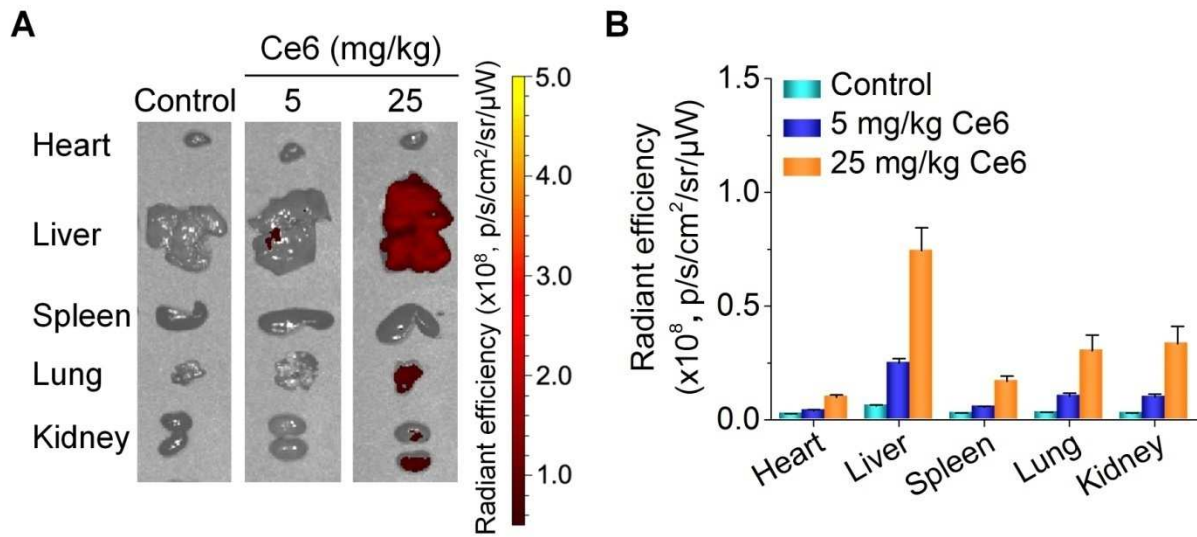 A
Ce6 (mg/kg)
Control 5 25
Heart
Liver
Spleen
Lung
Kidney
Radiant efficiency (x10⁸, p/s/cm²/sr/µW)
5.0
4.0
3.0
2.0
1.0
B
Radiant efficiency
(x10⁸, p/s/cm²/sr/µW)
1.5
1.0
0.5
0.0
Control
5 mg/kg Ce6
25 mg/kg Ce6
Heart Liver Spleen Lung Kidney